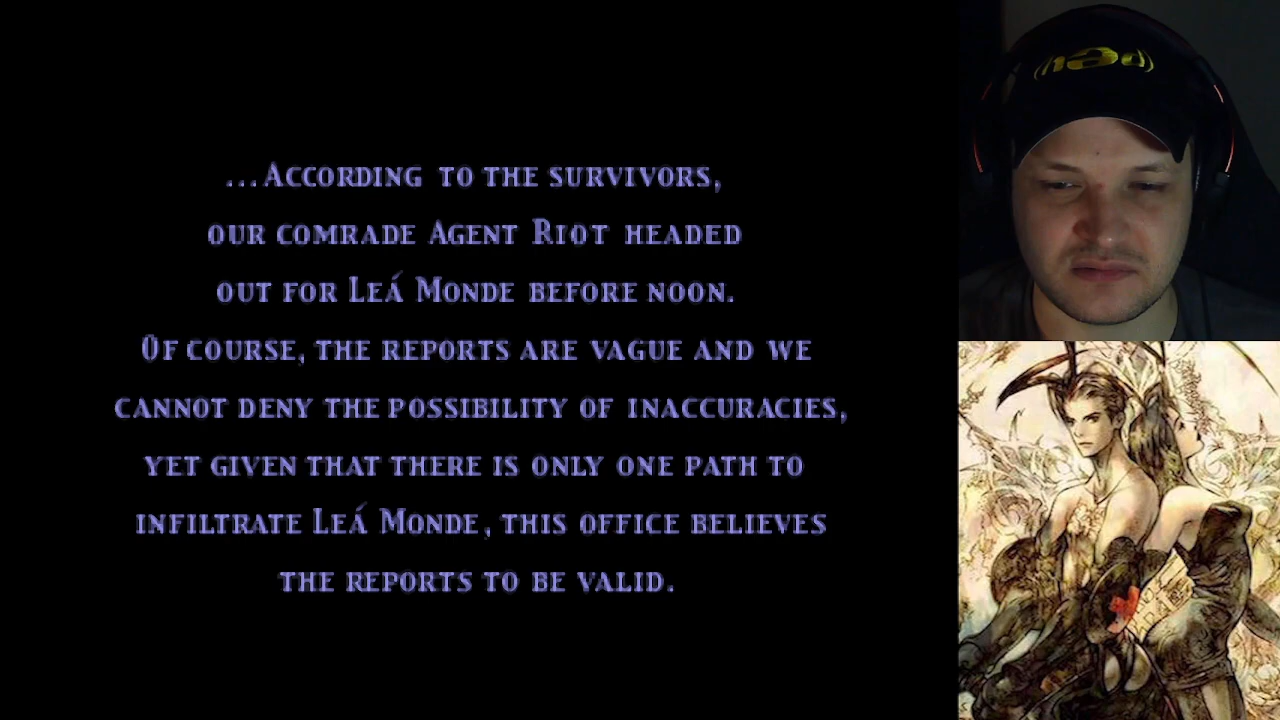 ...According to the survivors,
our comrade Agent Riot headed
out for Leá Monde before noon.
Of course, the reports are vague and we
cannot deny the possibility of inaccuracies,
yet given that there is only one path to
infiltrate Leá Monde, this office believes
the reports to be valid.